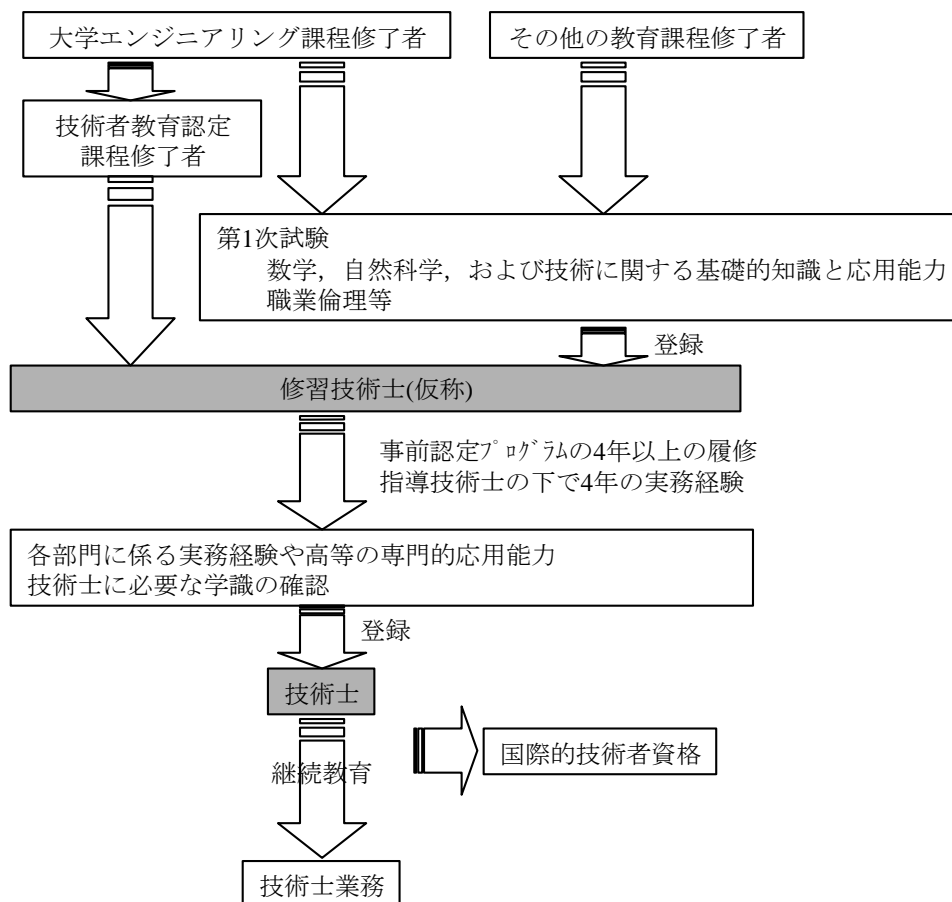 大学エンジニアリング課程修了者
その他の教育課程修了者
技術者教育認定
課程修了者
第1次試験
数学，自然科学，および技術に関する基礎的知識と応用能力
職業倫理等
登録
修習技術士(仮称)
事前認定ﾌﾟﾛｸﾞﾗﾑの4年以上の履修
指導技術士の下で4年の実務経験
各部門に係る実務経験や高等の専門的応用能力
技術士に必要な学識の確認
登録
技術士
継続教育
国際的技術者資格
技術士業務